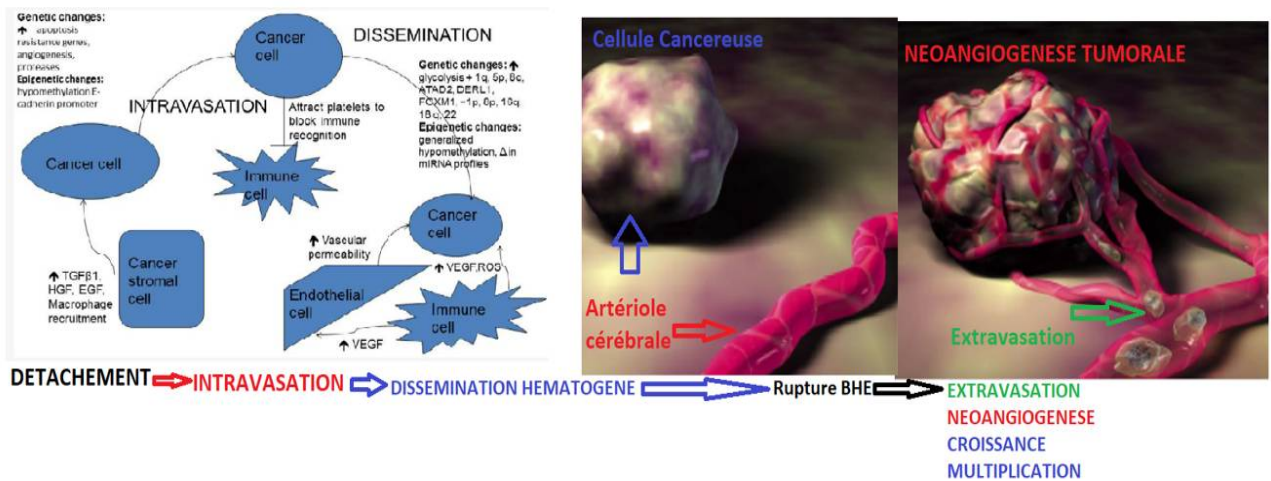 Genetic changes:
↑ apoptosis
resistance genes,
angiogenesis,
proteases
Epigenetic changes:
hypomethylation E-
cadnerin promoter
Cancer
cell
DISSEMINATION
Genetic changes: ↑
glycolysis + 1q, 5p, 8q,
ATAD2, DERL1,
FOXM1, -1p, 8p, 16q
18q, 22
Epigenetic changes:
generalized
hypomethylation, Δ in
miRNA profiles
INTRAVASATION
Attract platelets to
block immune
recognition
Cancer cell
Immune
cell
Cancer
cell
↑ Vascular
permeability
↑ TGFβ1,
HGF, EGF,
Macrophage
recruitment
Cancer
stromal
cell
Endothelial
cell
↑ VEGF,ROS
Immune
cell
↑ VEGF
Cellule Cancereuse
Artériole
cérébrale
NEOANGIOGENESE TUMORALE
Extravasation
DETACHEMENT
INTRAVASATION
DISSEMINATION HEMATOGENE
Rupture BHE
EXTRAVASATION
NEOANGIOGENESE
CROISSANCE
MULTIPLICATION